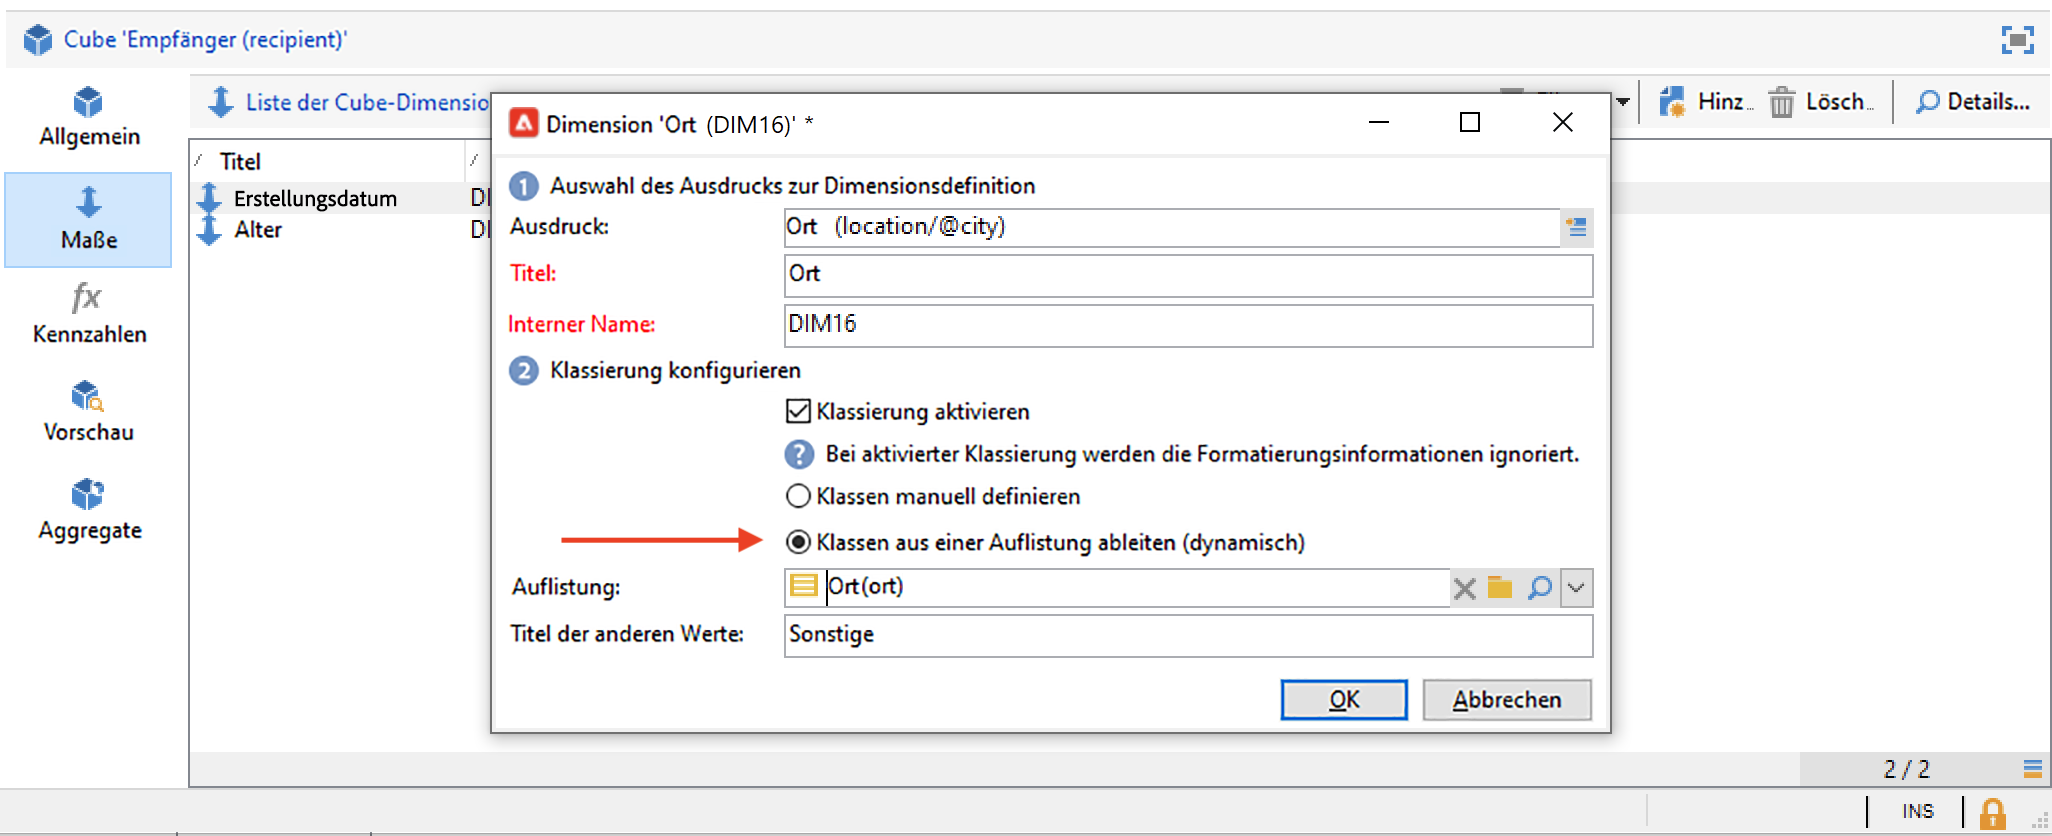 Cube 'Empfänger (recipient)'
Allgemein
Maße
fx
Kennzahlen
Vorschau
Aggregate
Liste der Cube-Dimensio
Hinz...
Lösch...
Details...
Titel
Erstellungsdatum DI
Alter DI
Dimension 'Ort (DIM16)' *
1 Auswahl des Ausdrucks zur Dimensionsdefinition
Ausdruck: Ort (location/@city)
Titel: Ort
Interner Name: DIM16
2 Klassierung konfigurieren
Klassierung aktivieren
? Bei aktivierter Klassierung werden die Formatierungsinformationen ignoriert.
Klassen manuell definieren
Klassen aus einer Auflistung ableiten (dynamisch)
Auflistung: Ort(ort)
Titel der anderen Werte: Sonstige
OK Abbrechen
2 / 2
INS